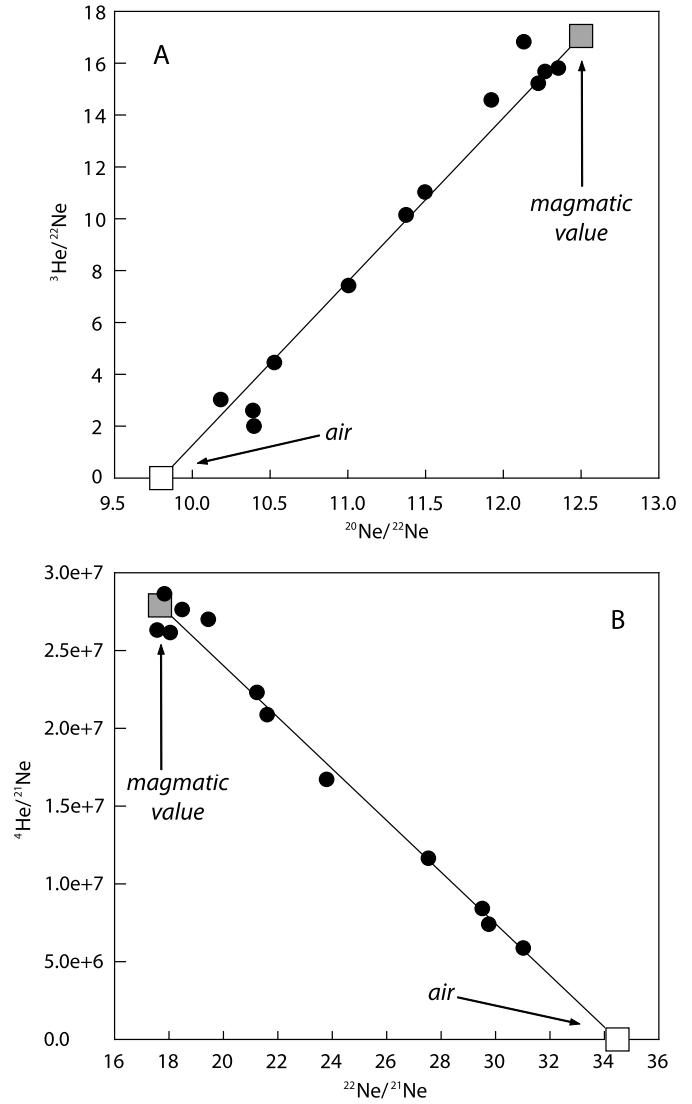 18
A
16
14
12
10
8
6
4
2
0
³He/²²Ne
magmatic
value
air
9.5 10.0 10.5 11.0 11.5 12.0 12.5 13.0
²⁰Ne/²²Ne
3.0e+7
B
2.5e+7
2.0e+7
1.5e+7
1.0e+7
5.0e+6
0.0
⁴He/²¹Ne
magmatic
value
air
16 18 20 22 24 26 28 30 32 34 36
²²Ne/²¹Ne